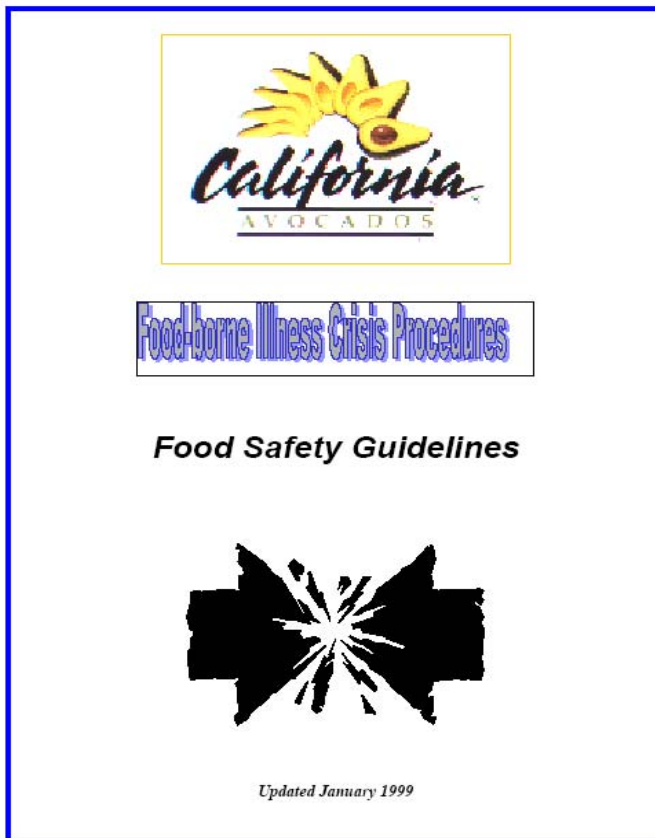 California
AVOCADOS
Food-borne Illness Crisis Procedures
Food Safety Guidelines
Updated January 1999